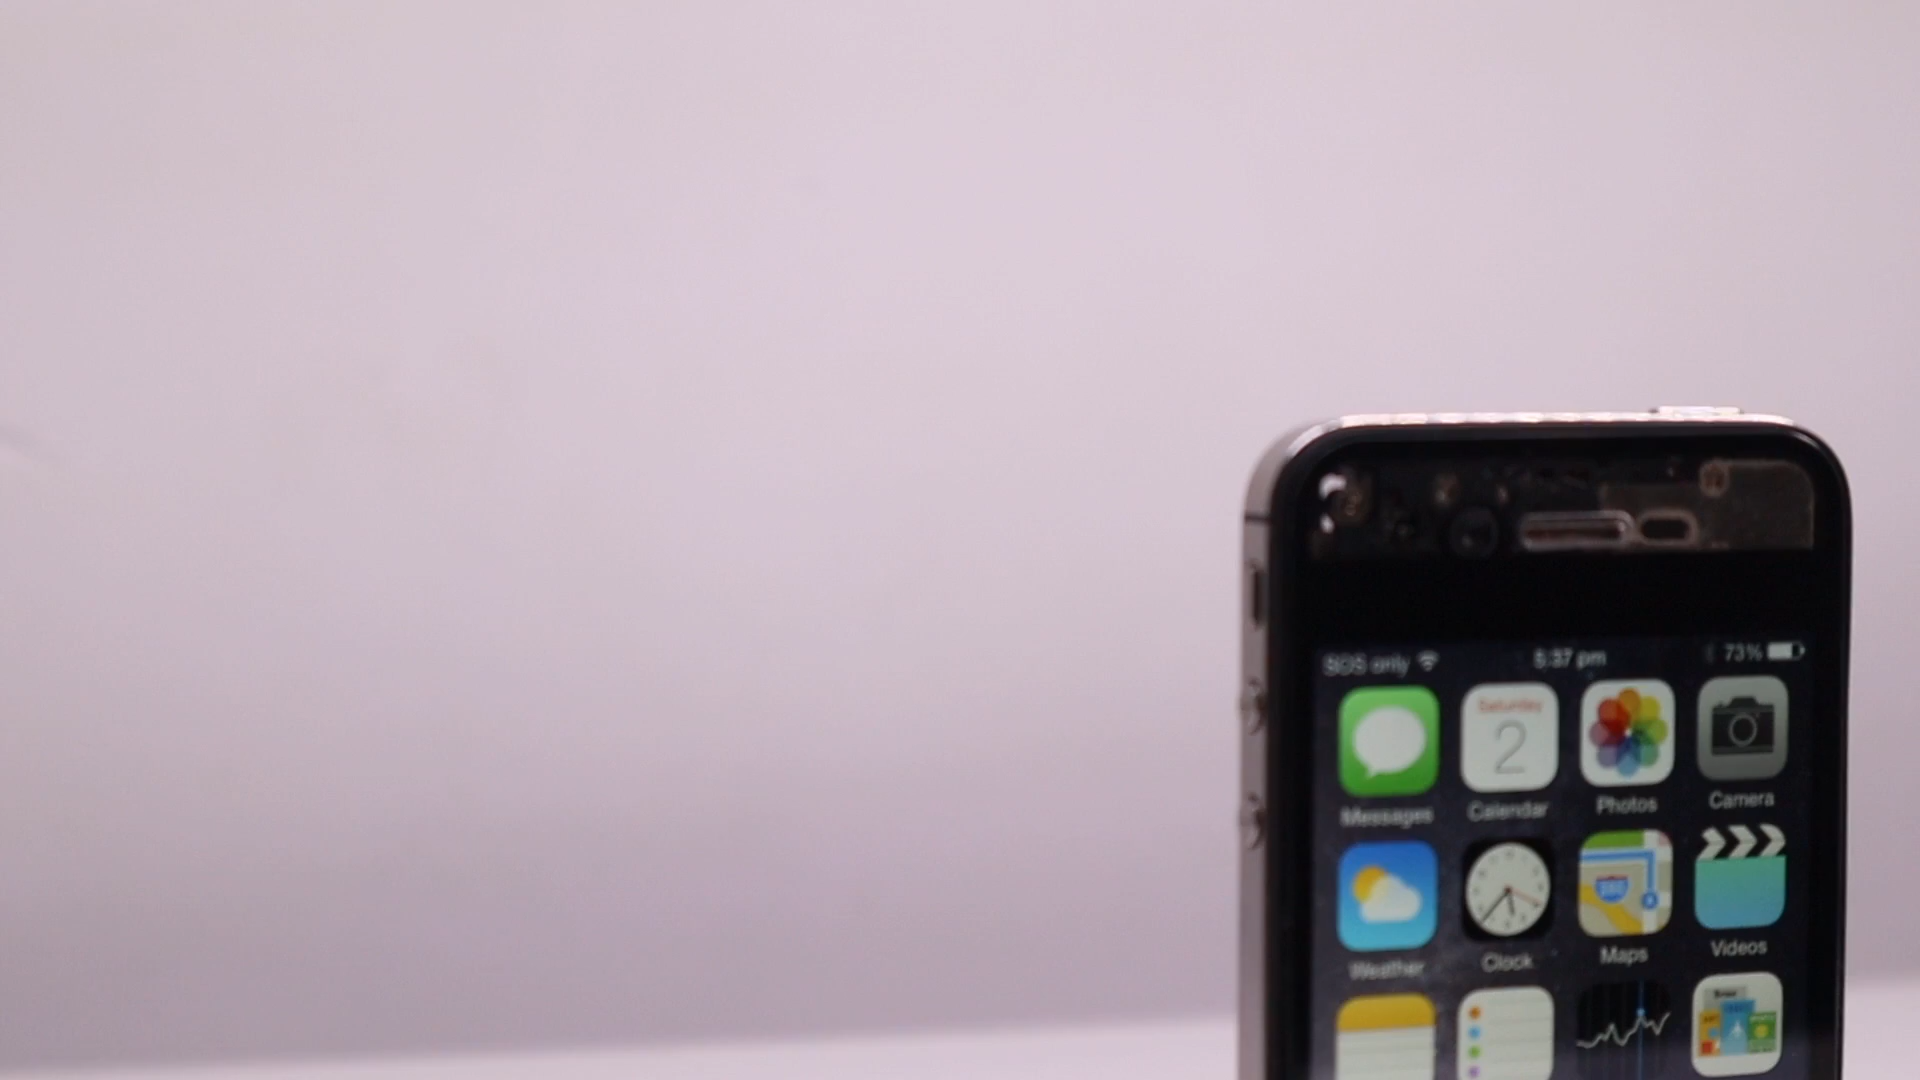 SOS only 5:37 pm 73%
Saturday
2
Messages Calendar Photos Camera
Weather Clock Maps Videos